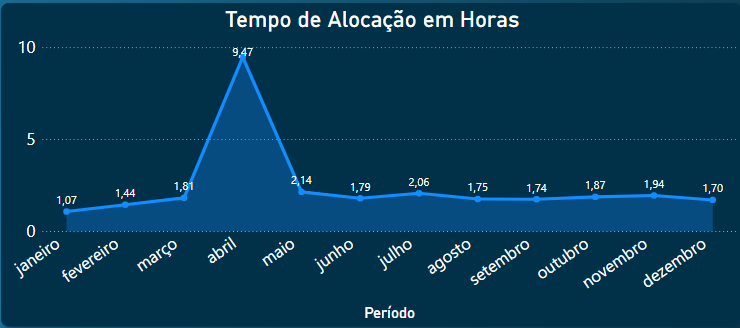 Tempo de Alocação em Horas
10
9,47
5
1,07
1,44
1,81
2,14
1,79
2,06
1,75
1,74
1,87
1,94
1,70
0
janeiro
fevereiro
março
abril
maio
junho
julho
agosto
setembro
outubro
novembro
dezembro
Período